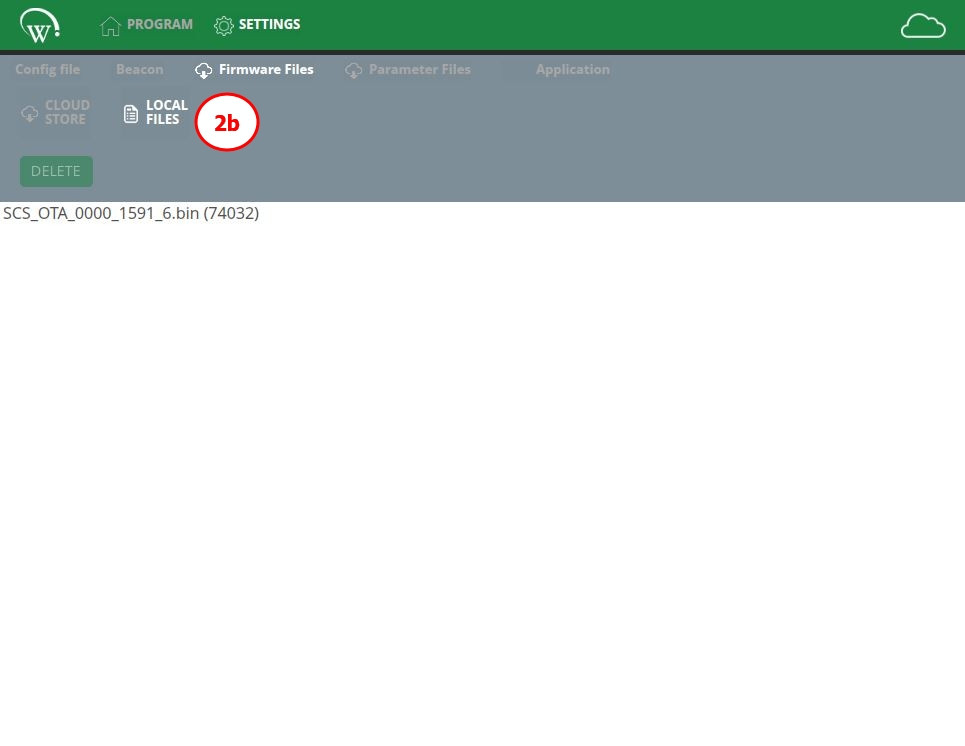 W PROGRAM SETTINGS
Config file Beacon Firmware Files Parameter Files Application
CLOUD STORE
LOCAL FILES
2b
DELETE
SCS_OTA_0000_1591_6.bin (74032)